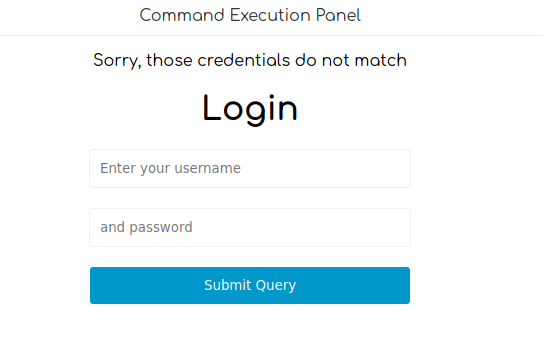 Command Execution Panel
Sorry, those credentials do not match
Login
Enter your username
and password
Submit Query